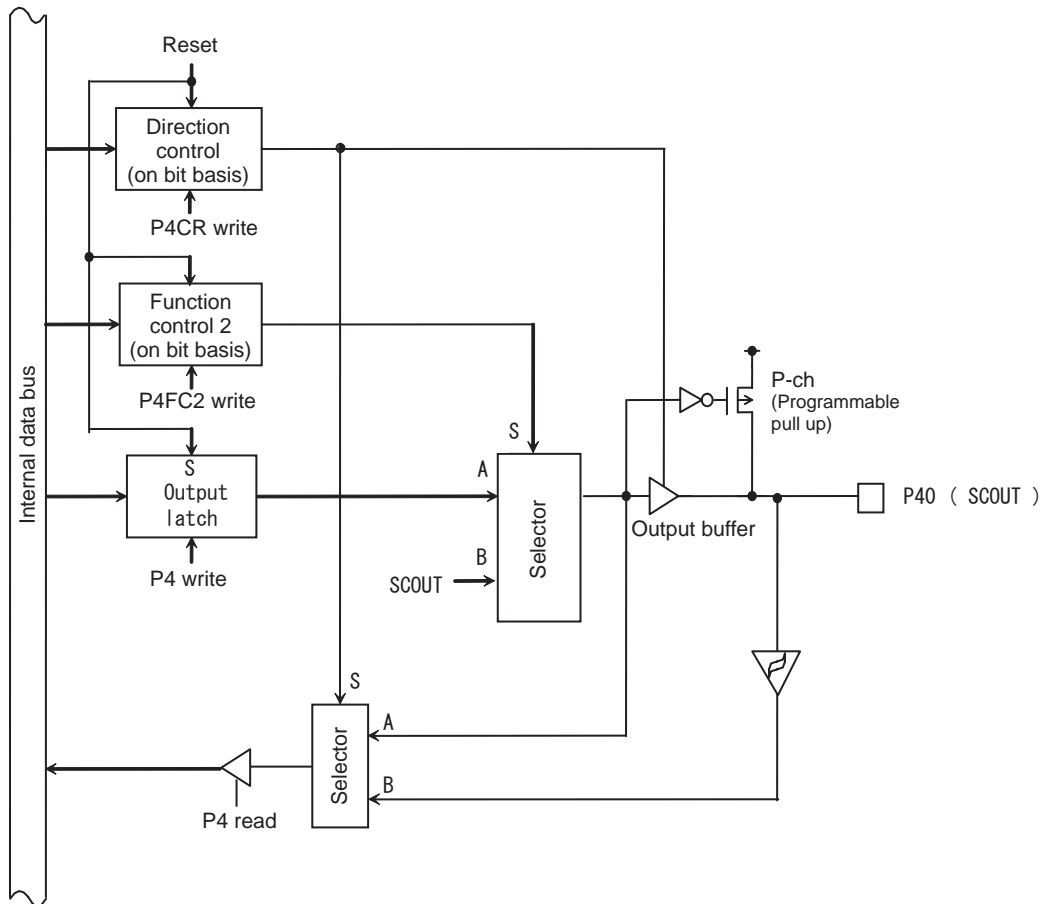 Reset
Direction
control
(on bit basis)
P4CR write
Function
control 2
(on bit basis)
P4FC2 write
Internal data bus
S
Output
latch
P4 write
S
A
B
SCOUT
Selector
P-ch
(Programmable
pull up)
Output buffer
P40 ( SCOUT )
S
A
B
Selector
P4 read